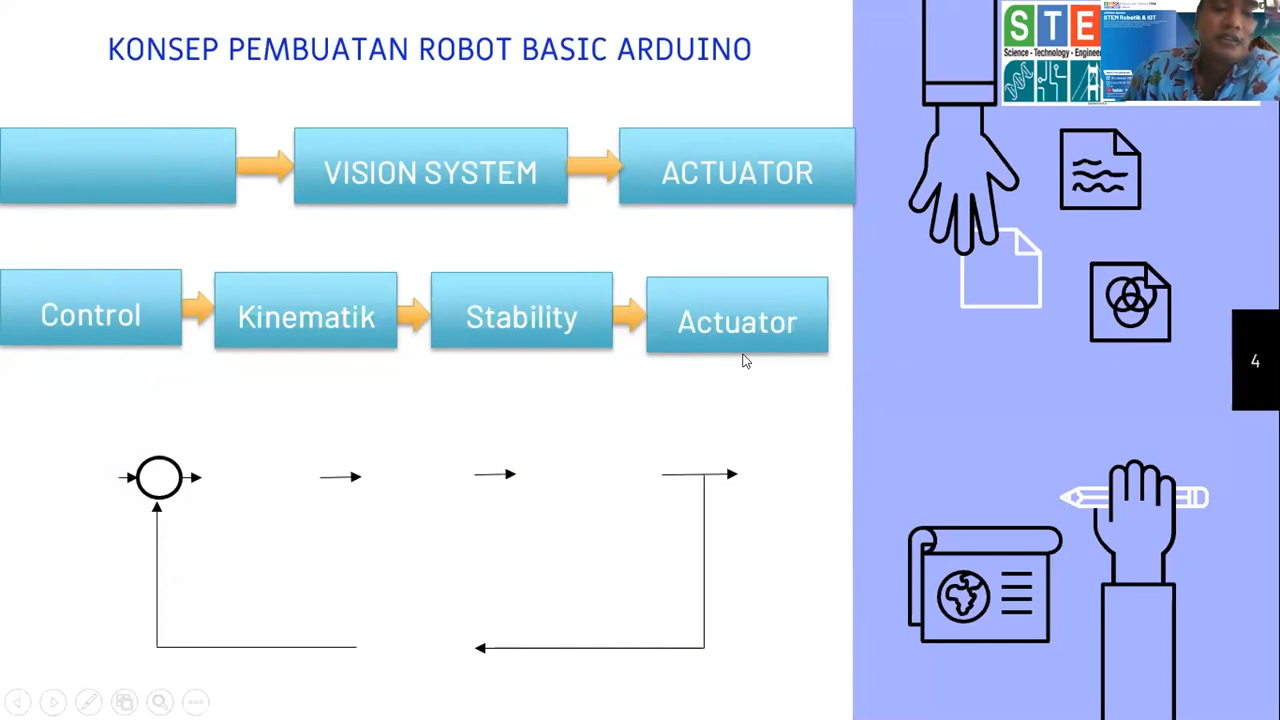 KONSEP PEMBUATAN ROBOT BASIC ARDUINO
STE
Science · Technology · Engineer
STEM Robotik & IOT
VISION SYSTEM
ACTUATOR
Control
Kinematik
Stability
Actuator
4